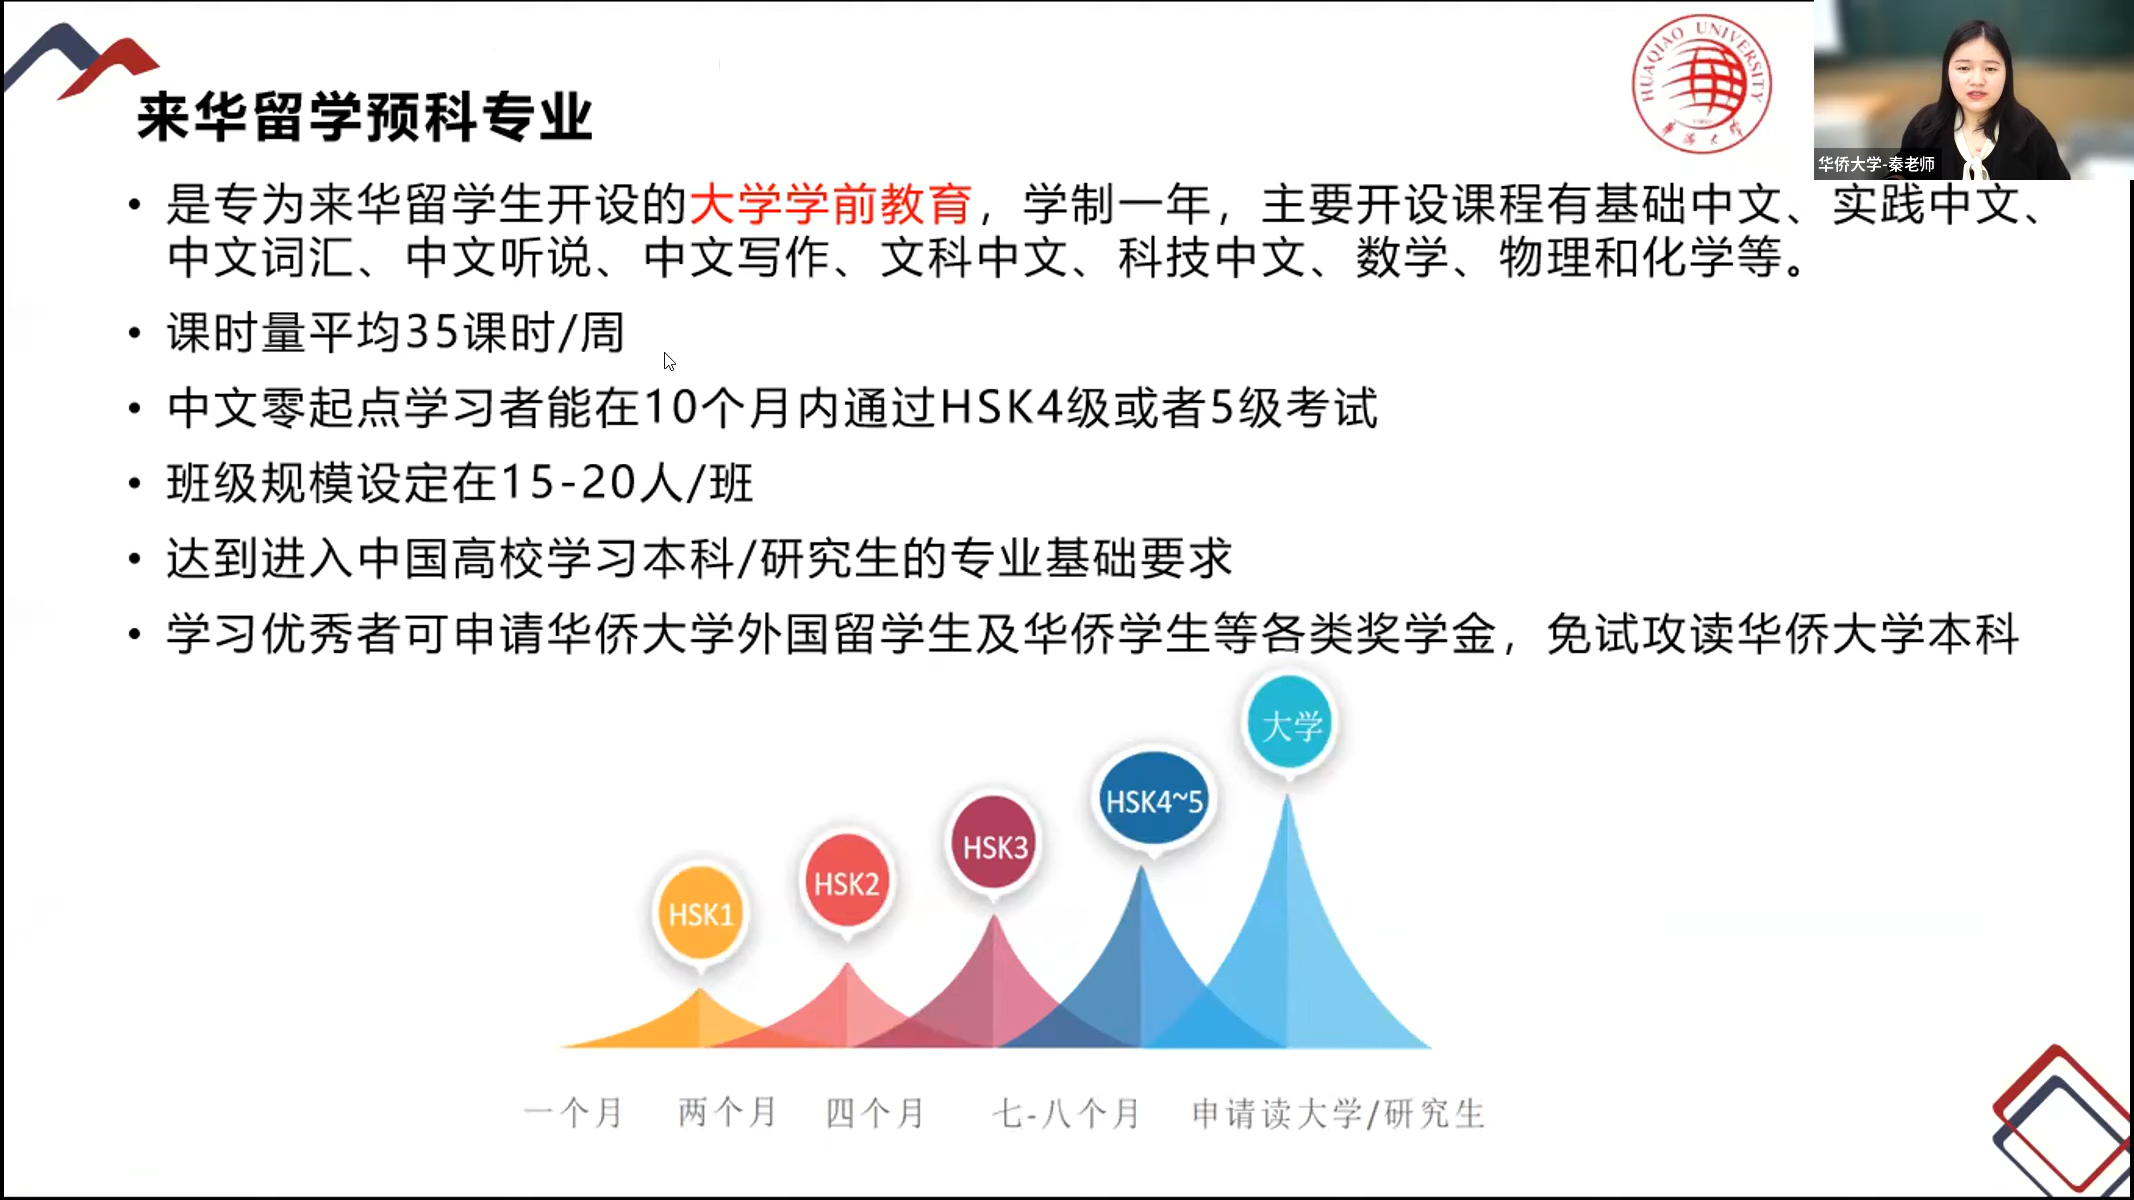 来华留学预科专业
HUAQIAO UNIVERSITY
华侨大学-秦老师
• 是专为来华留学生开设的大学学前教育，学制一年，主要开设课程有基础中文、实践中文、
中文词汇、中文听说、中文写作、文科中文、科技中文、数学、物理和化学等。
• 课时量平均35课时/周
• 中文零起点学习者能在10个月内通过HSK4级或者5级考试
• 班级规模设定在15-20人/班
• 达到进入中国高校学习本科/研究生的专业基础要求
• 学习优秀者可申请华侨大学外国留学生及华侨学生等各类奖学金，免试攻读华侨大学本科
大学
HSK4~5
HSK3
HSK2
HSK1
一个月 两个月 四个月 七-八个月 申请读大学/研究生